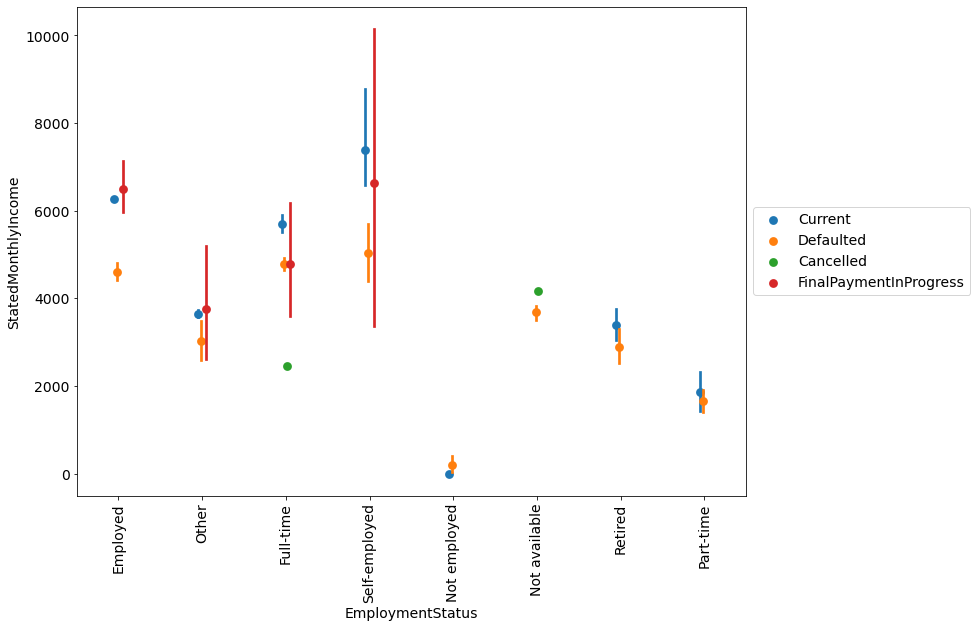 10000
8000
6000
4000
2000
0
StatedMonthlyIncome
Employed
Other
Full-time
Self-employed
Not employed
Not available
Retired
Part-time
EmploymentStatus
Current
Defaulted
Cancelled
FinalPaymentInProgress